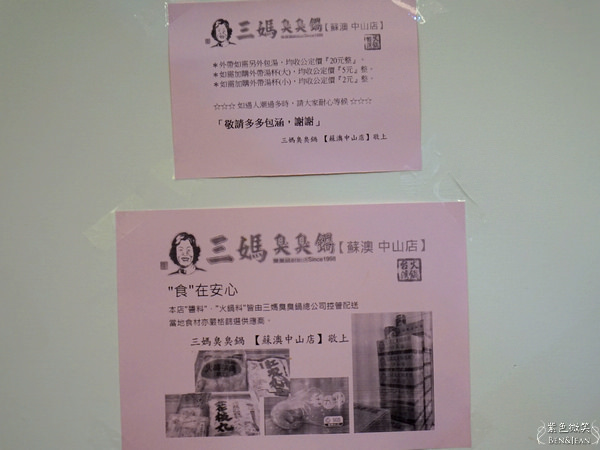 三媽臭臭鍋【蘇澳 中山店】
＊外帶如需另外包湯，均收公定價『20元整』。
＊如需加購外帶湯杯(大)，均收公定價『5元』整。
＊如需加購外帶湯杯(小)，均收公定價『2元』整。
☆☆☆ 如遇人潮過多時，請大家耐心等候 ☆☆☆
「敬請多多包涵，謝謝」
三媽臭臭鍋 【蘇澳中山店】敬上
三媽臭臭鍋【蘇澳 中山店】
Since1998
"食"在安心
本店"醬料"、"火鍋料"皆由三媽臭臭鍋總公司控管配送
當地食材亦嚴格篩選供應商。
三媽臭臭鍋 【蘇澳中山店】敬上
紫色微笑
BEN&JEAN